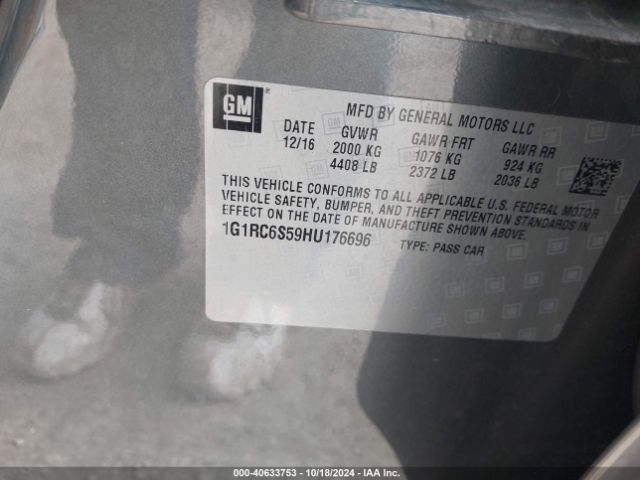 GM ®
MFD BY GENERAL MOTORS LLC
DATE GVWR GAWR FRT GAWR RR
12/16 2000 KG 1076 KG 924 KG
4408 LB 2372 LB 2036 LB
THIS VEHICLE CONFORMS TO ALL APPLICABLE U.S. FEDERAL MOTOR
VEHICLE SAFETY, BUMPER, AND THEFT PREVENTION STANDARDS IN
EFFECT ON THE DATE OF MANUFACTURE SHOWN ABOVE.
1G1RC6S59HU176696 TYPE: PASS CAR
000-40633753 - 10/18/2024 - IAA Inc.